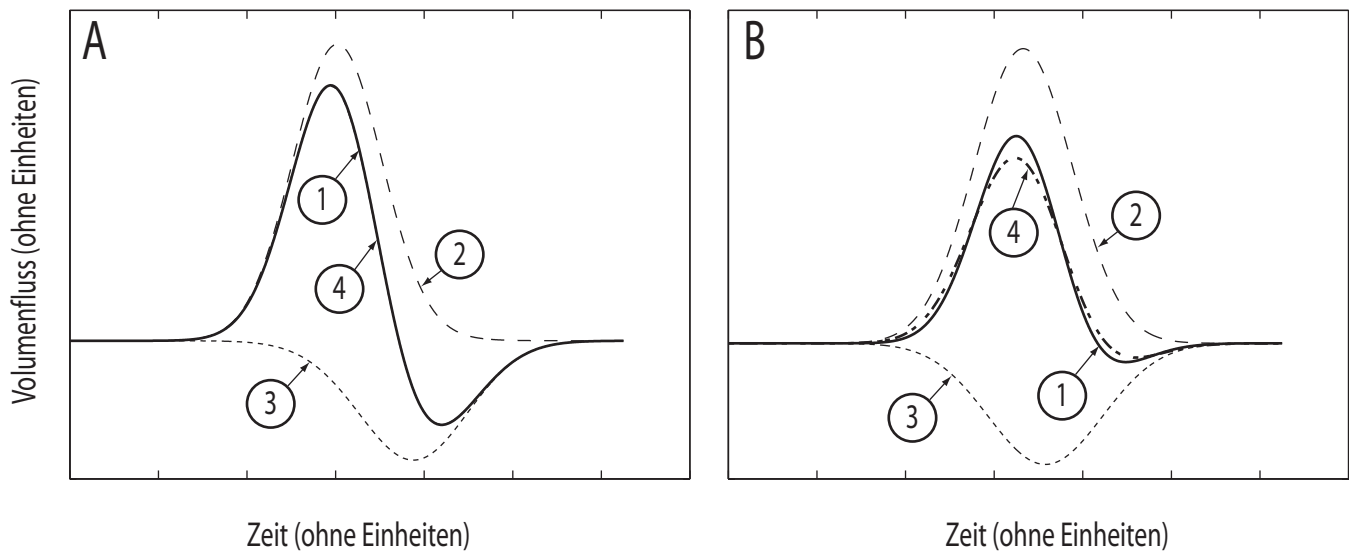 A
B
Volumenfluss (ohne Einheiten)
1
2
4
3
2
4
1
3
Zeit (ohne Einheiten)
Zeit (ohne Einheiten)